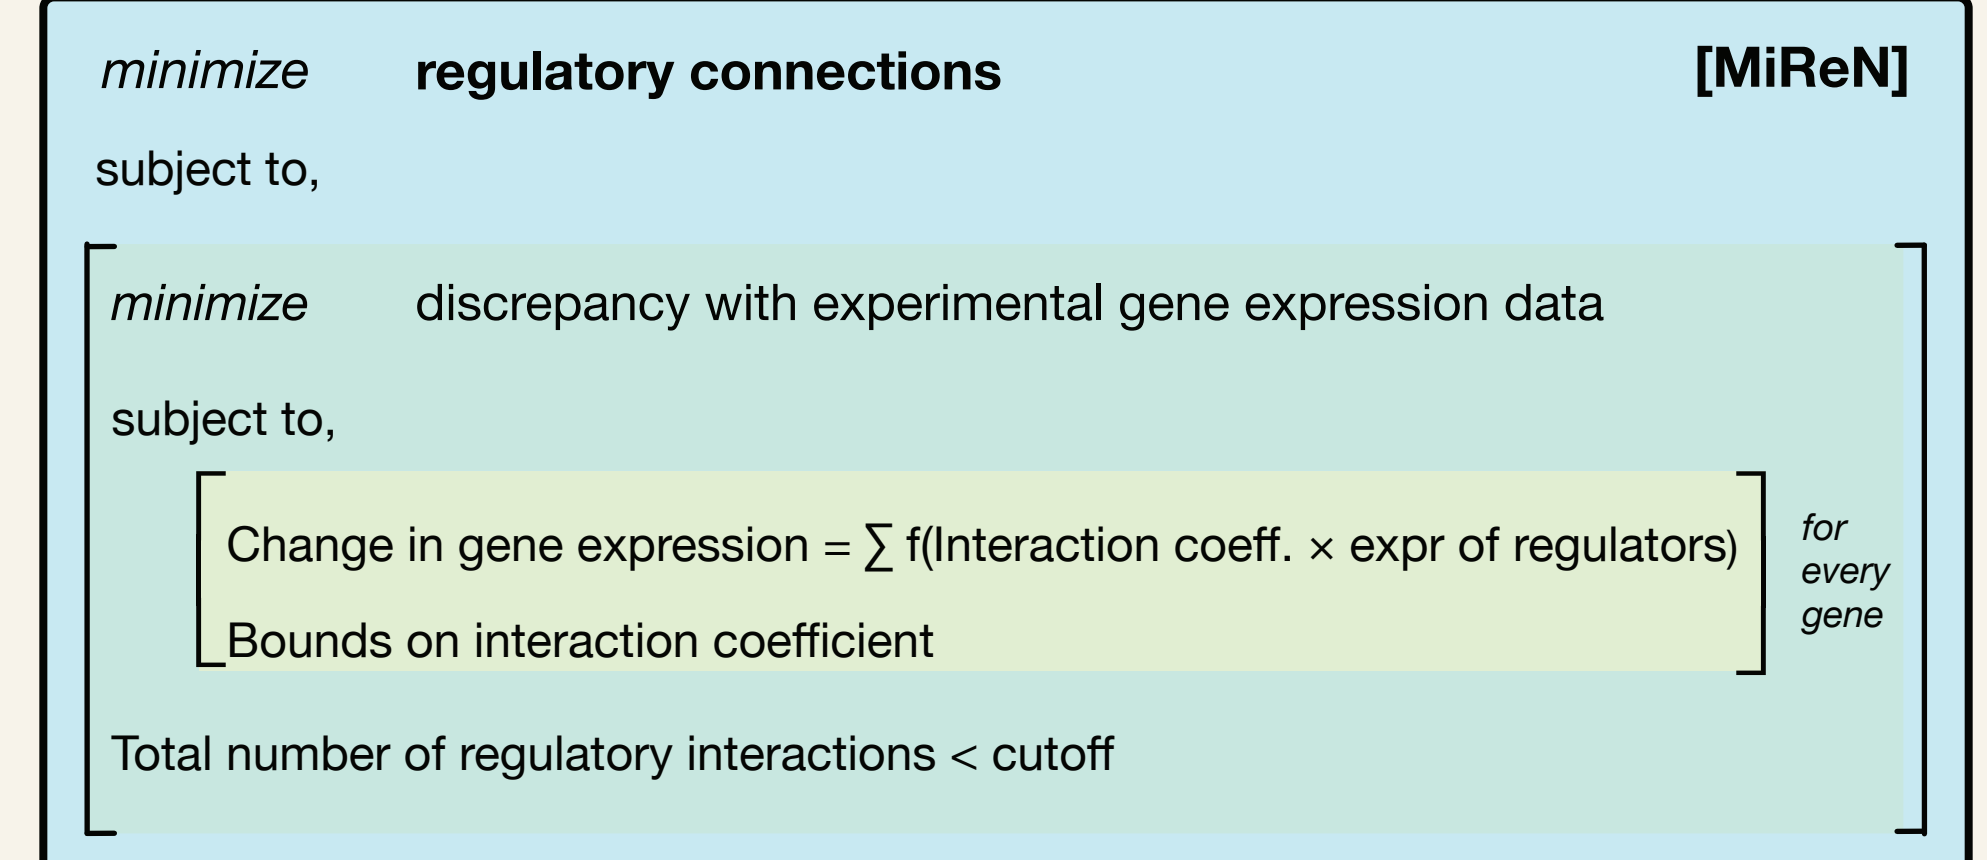 minimize regulatory connections [MiReN]
subject to,
minimize discrepancy with experimental gene expression data
subject to,
Change in gene expression = ∑ f(Interaction coeff. × expr of regulators)
Bounds on interaction coefficient
for
every
gene
Total number of regulatory interactions < cutoff